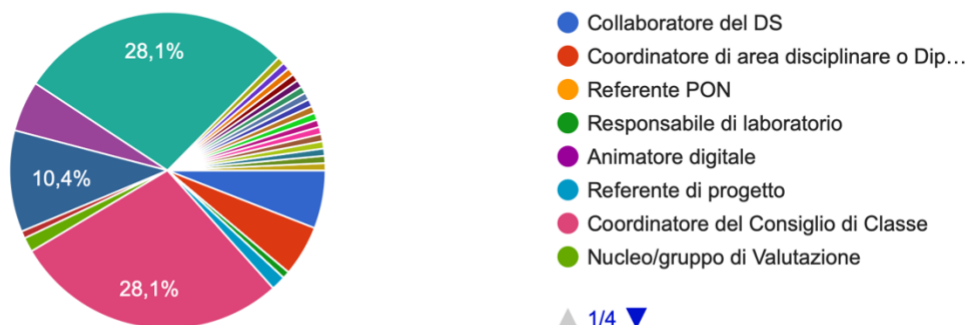 28,1%
10,4%
28,1%
Collaboratore del DS
Coordinatore di area disciplinare o Dip…
Referente PON
Responsabile di laboratorio
Animatore digitale
Referente di progetto
Coordinatore del Consiglio di Classe
Nucleo/gruppo di Valutazione
1/4